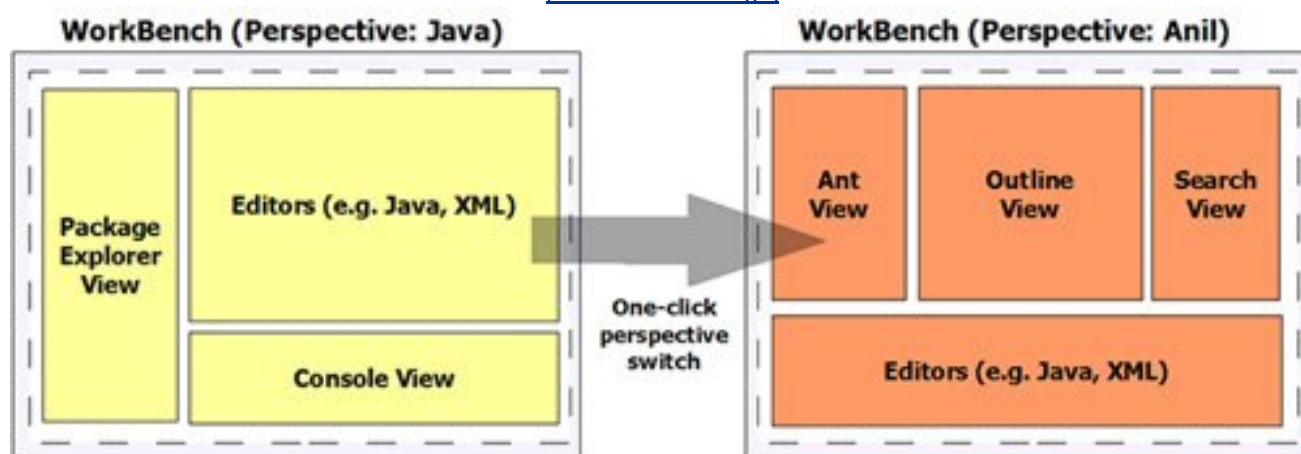 WorkBench (Perspective: Java)
Package
Explorer
View
Editors (e.g. Java, XML)
Console View
One-click
perspective
switch
WorkBench (Perspective: Anil)
Ant
View
Outline
View
Search
View
Editors (e.g. Java, XML)